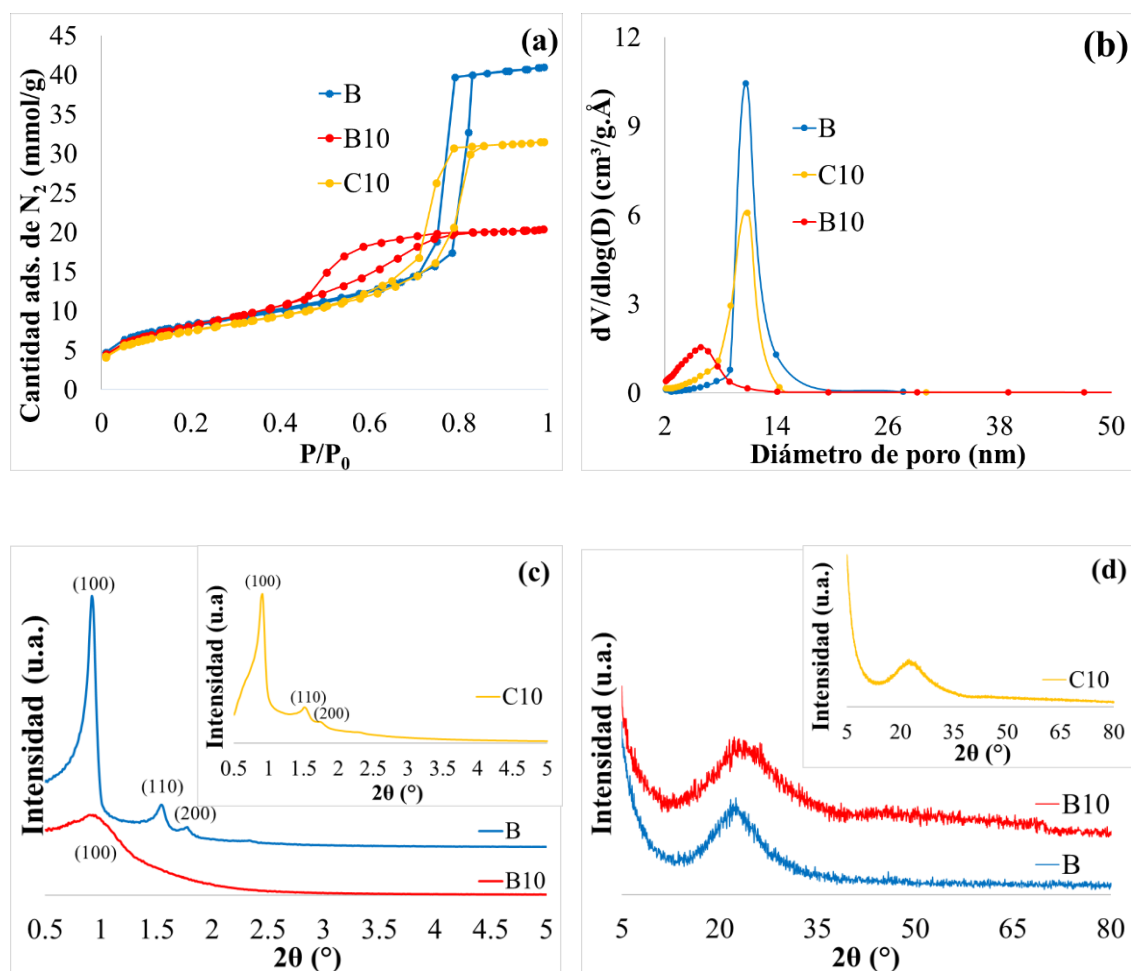 (a)
Cantidad ads. de N₂ (mmol/g)
45
40
35
30
25
20
15
10
5
0
B
B10
C10
0 0.2 0.4 0.6 0.8 1
P/P₀
(b)
dV/dlog(D) (cm³/g.Å)
12
9
6
3
0
B
C10
B10
2 14 26 38 50
Diámetro de poro (nm)
(c)
Intensidad (u.a.)
(100)
(110)
(200)
B
(100)
B10
0.5 1 1.5 2 2.5 3 3.5 4 4.5 5
2θ (°)
Intensidad (u.a)
(100)
(110)
(200)
C10
0.5 1 1.5 2 2.5 3 3.5 4 4.5 5
2θ (°)
(d)
Intensidad (u.a.)
B10
B
5 20 35 50 65 80
2θ (°)
Intensidad (u.a.)
C10
5 20 35 50 65 80
2θ (°)